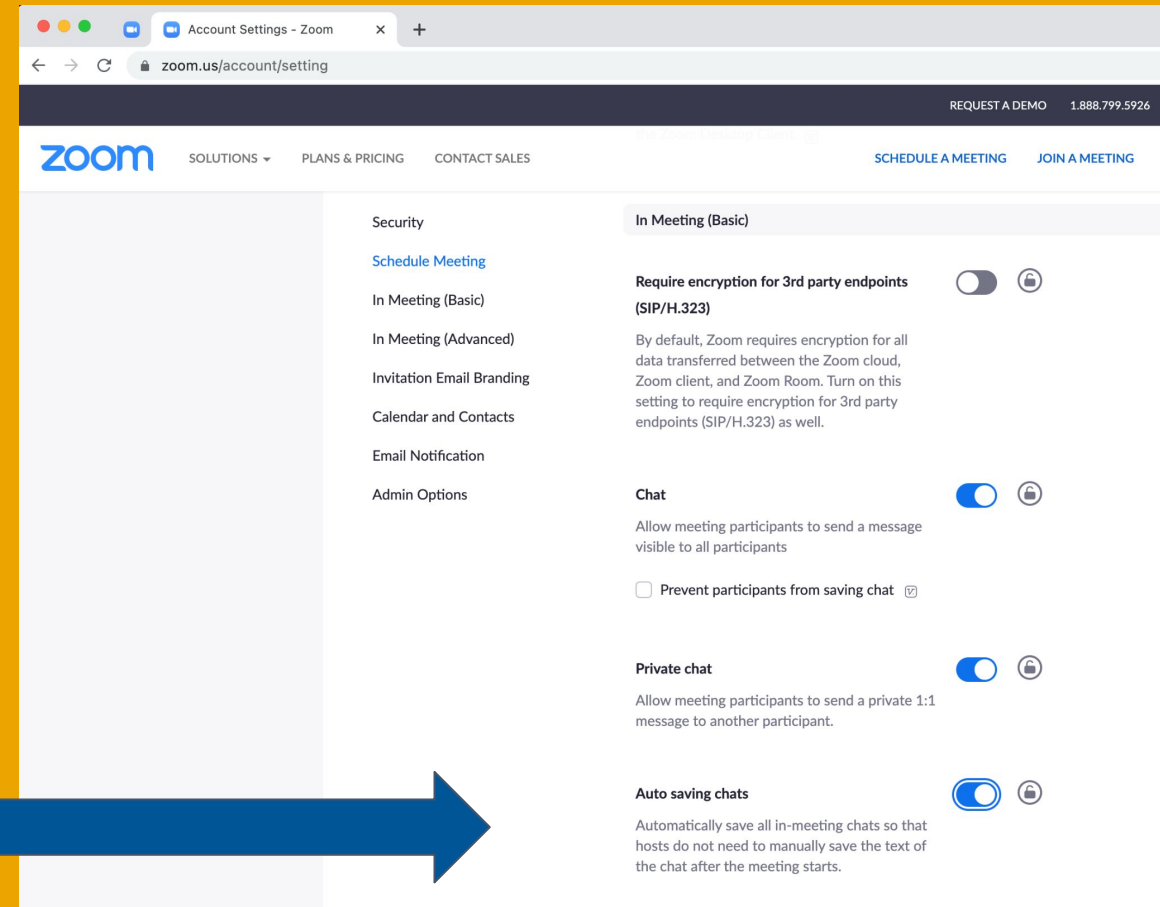 Account Settings - Zoom
zoom.us/account/setting
REQUEST A DEMO 1.888.799.5926
zoom SOLUTIONS PLANS & PRICING CONTACT SALES SCHEDULE A MEETING JOIN A MEETING
Security
Schedule Meeting
In Meeting (Basic)
In Meeting (Advanced)
Invitation Email Branding
Calendar and Contacts
Email Notification
Admin Options
In Meeting (Basic)
Require encryption for 3rd party endpoints
(SIP/H.323)
By default, Zoom requires encryption for all
data transferred between the Zoom cloud,
Zoom client, and Zoom Room. Turn on this
setting to require encryption for 3rd party
endpoints (SIP/H.323) as well.
Chat
Allow meeting participants to send a message
visible to all participants
Prevent participants from saving chat
Private chat
Allow meeting participants to send a private 1:1
message to another participant.
Auto saving chats
Automatically save all in-meeting chats so that
hosts do not need to manually save the text of
the chat after the meeting starts.